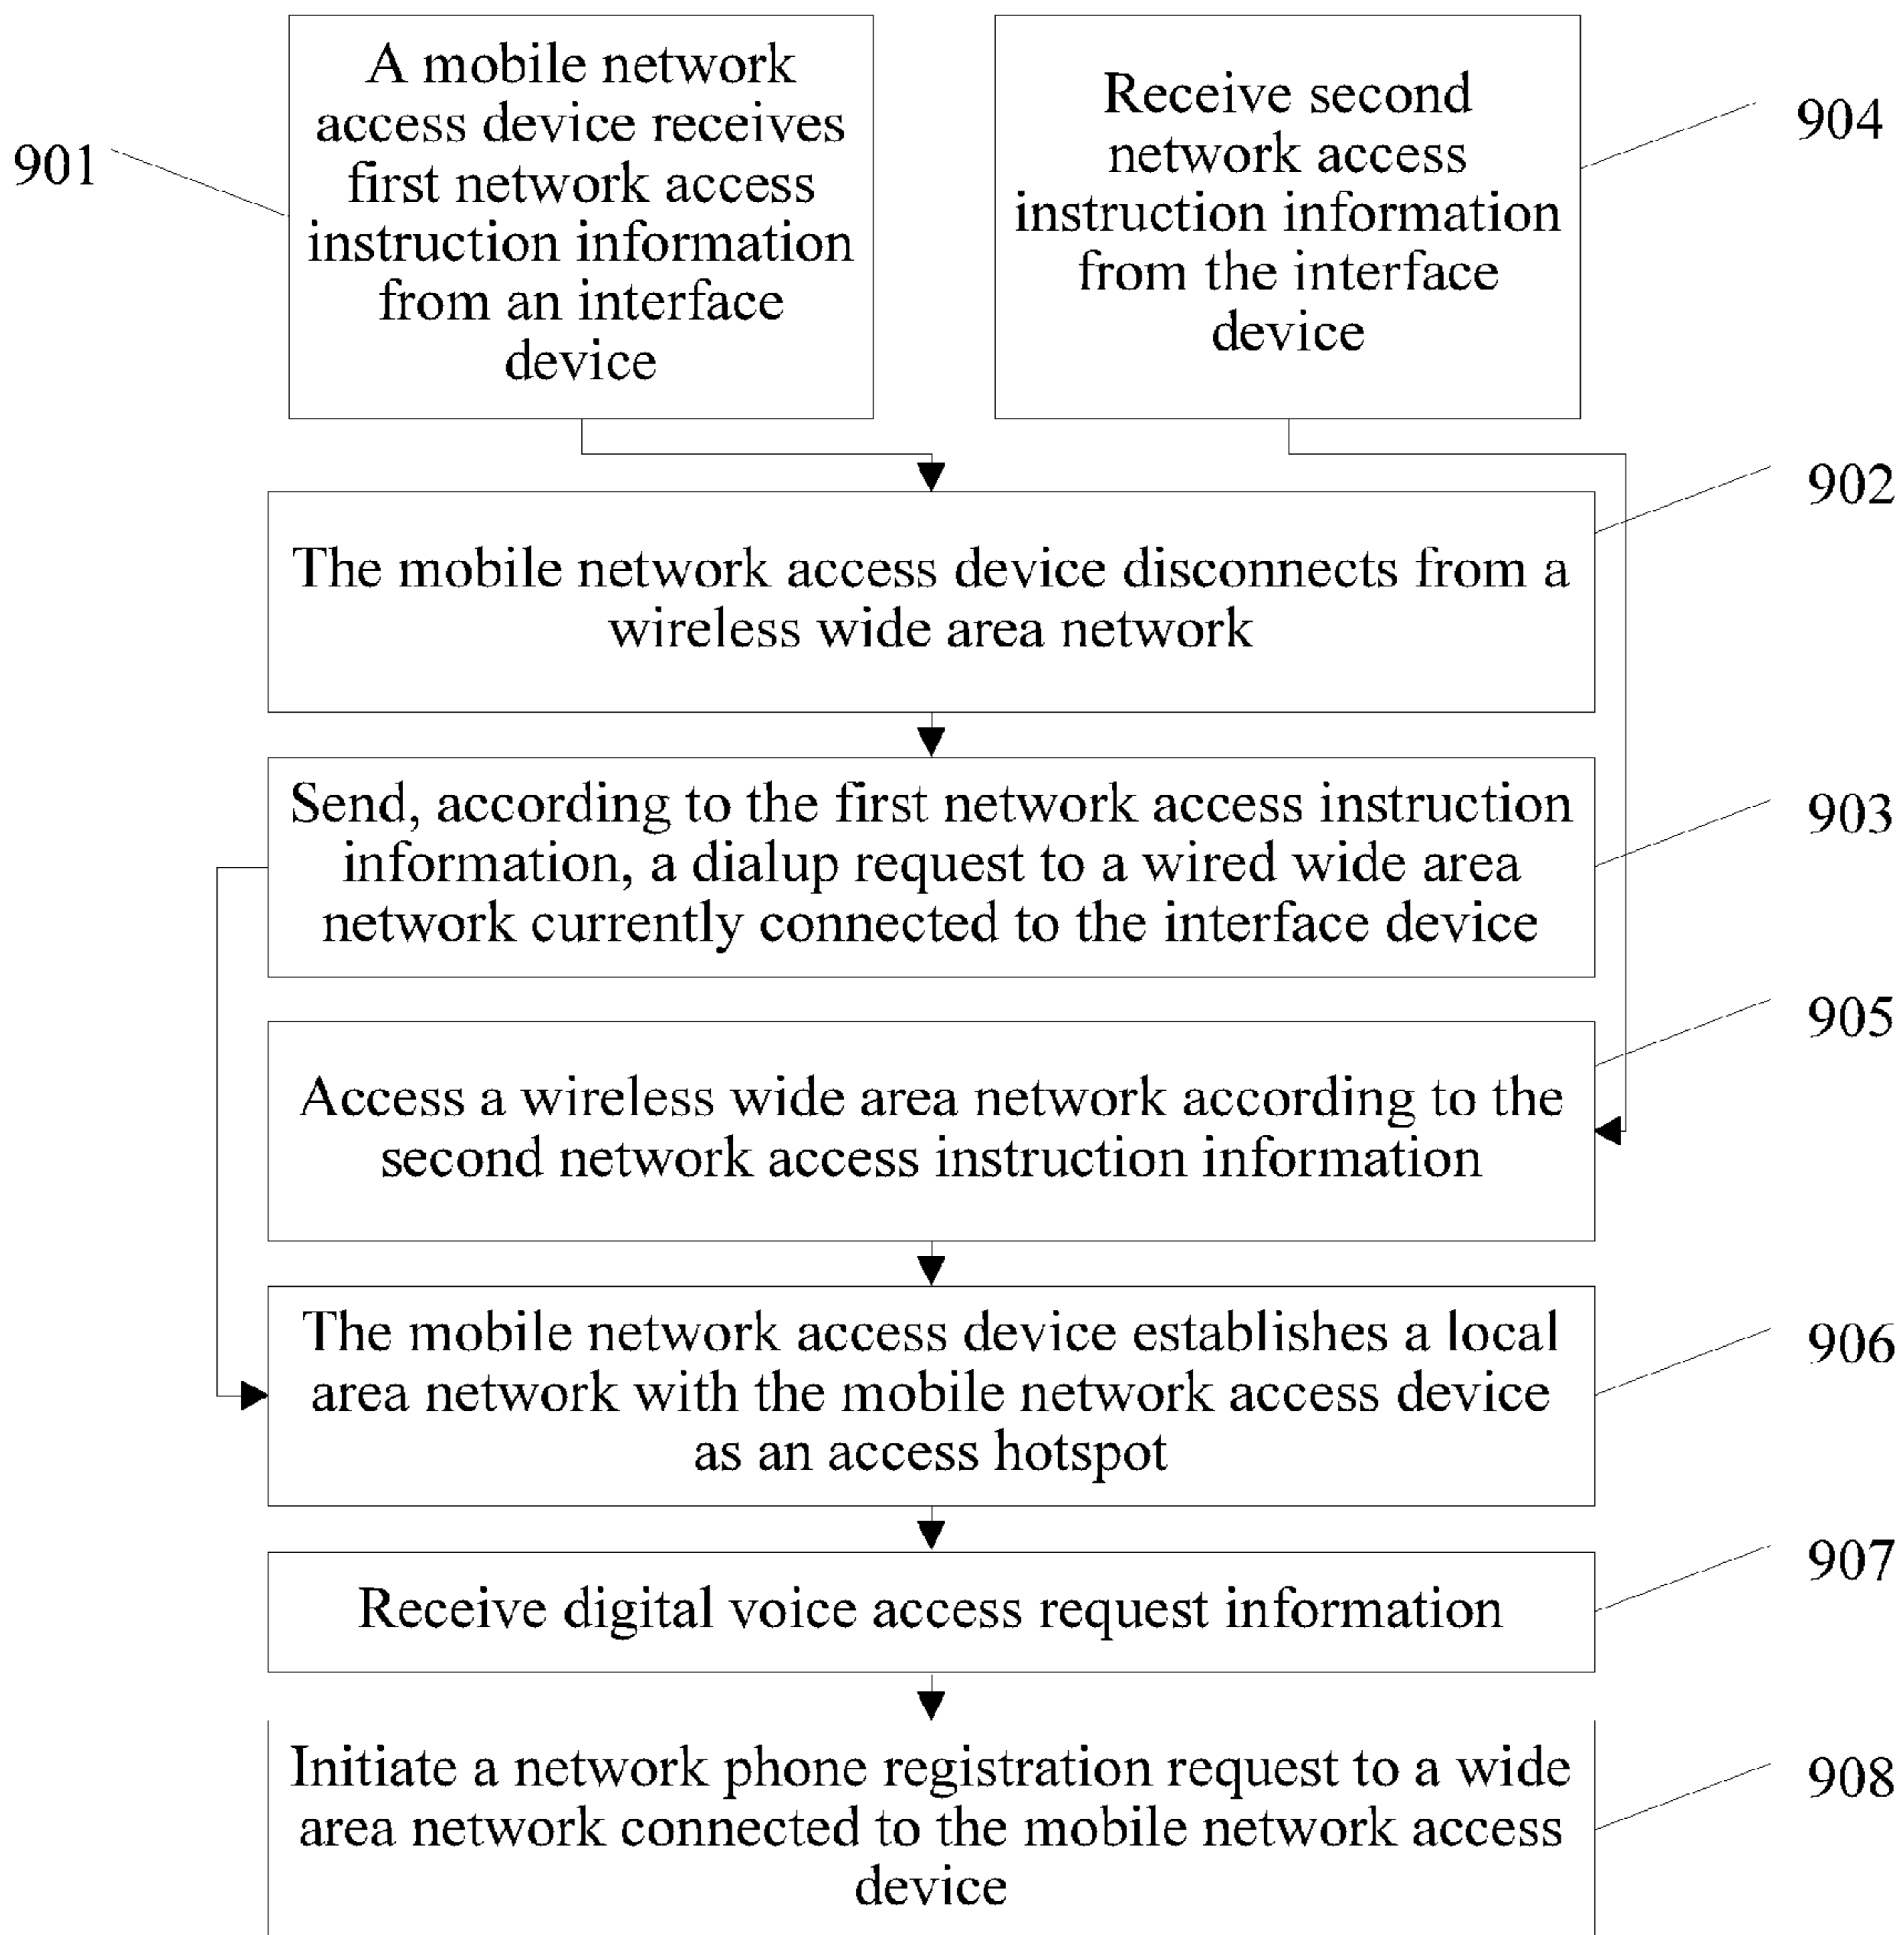 901
A mobile network
access device receives
first network access
instruction information
from an interface
device
Receive second
network access
instruction information
from the interface
device
904
The mobile network access device disconnects from a
wireless wide area network
902
Send, according to the first network access instruction
information, a dialup request to a wired wide area
network currently connected to the interface device
903
Access a wireless wide area network according to the
second network access instruction information
905
The mobile network access device establishes a local
area network with the mobile network access device
as an access hotspot
906
Receive digital voice access request information
907
Initiate a network phone registration request to a wide
area network connected to the mobile network access
device
908